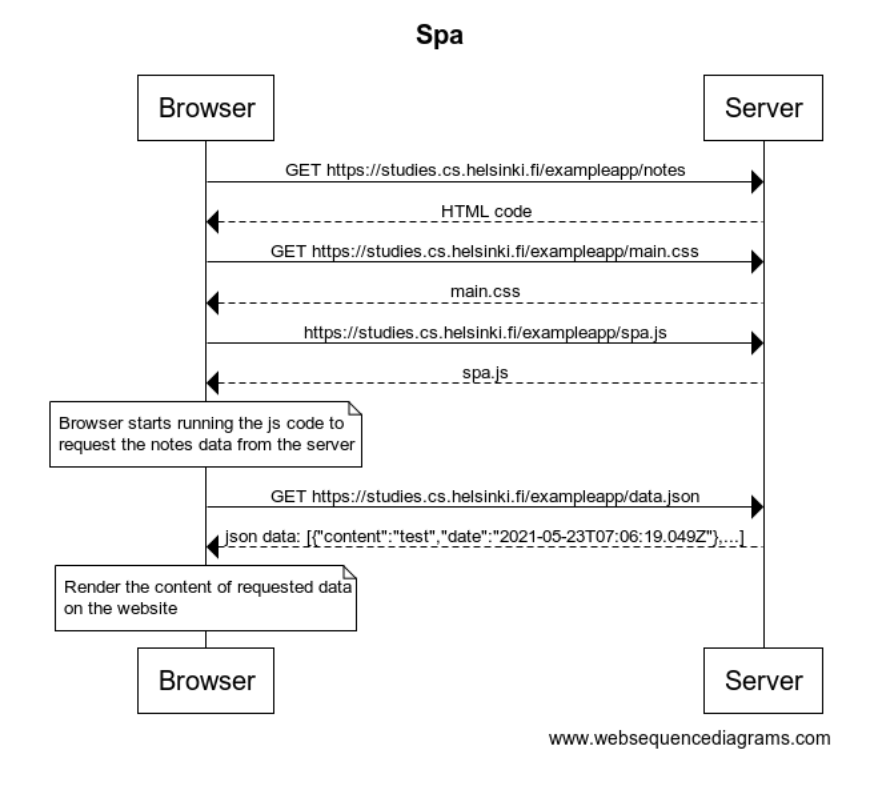 Spa
Browser
Server
GET https://studies.cs.helsinki.fi/exampleapp/notes
HTML code
GET https://studies.cs.helsinki.fi/exampleapp/main.css
main.css
https://studies.cs.helsinki.fi/exampleapp/spa.js
spa.js
Browser starts running the js code to
request the notes data from the server
GET https://studies.cs.helsinki.fi/exampleapp/data.json
json data: [{"content":"test","date":"2021-05-23T07:06:19.049Z"},...]
Render the content of requested data
on the website
Browser
Server
www.websequencediagrams.com